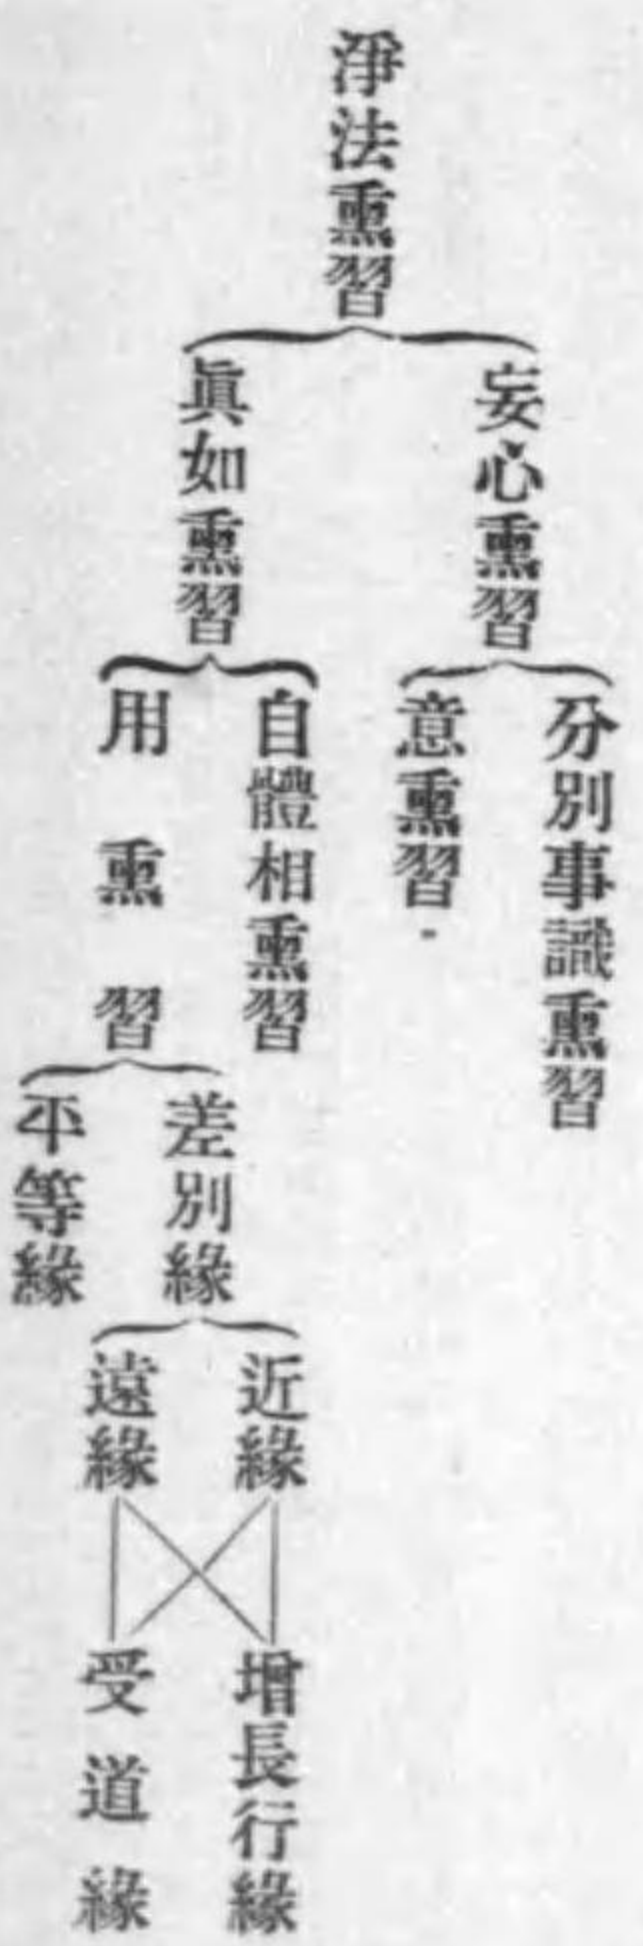 淨法熏習
妄心熏習
分別事識熏習
意熏習
眞如熏習
自體相熏習
用熏習
差別緣
近緣
遠緣
增長行緣
受道緣
平等緣